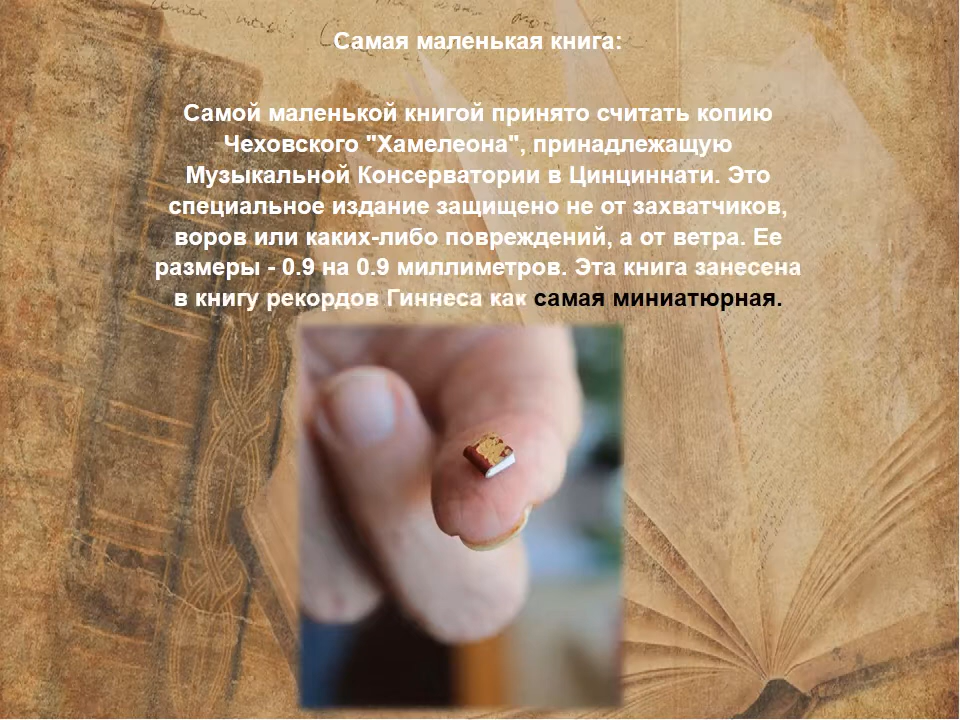 Самая маленькая книга:
Самой маленькой книгой принято считать копию
Чеховского "Хамелеона", принадлежащую
Музыкальной Консерватории в Цинциннати. Это
специальное издание защищено не от захватчиков,
воров или каких-либо повреждений, а от ветра. Ее
размеры - 0.9 на 0.9 миллиметров. Эта книга занесена
в книгу рекордов Гиннеса как самая миниатюрная.